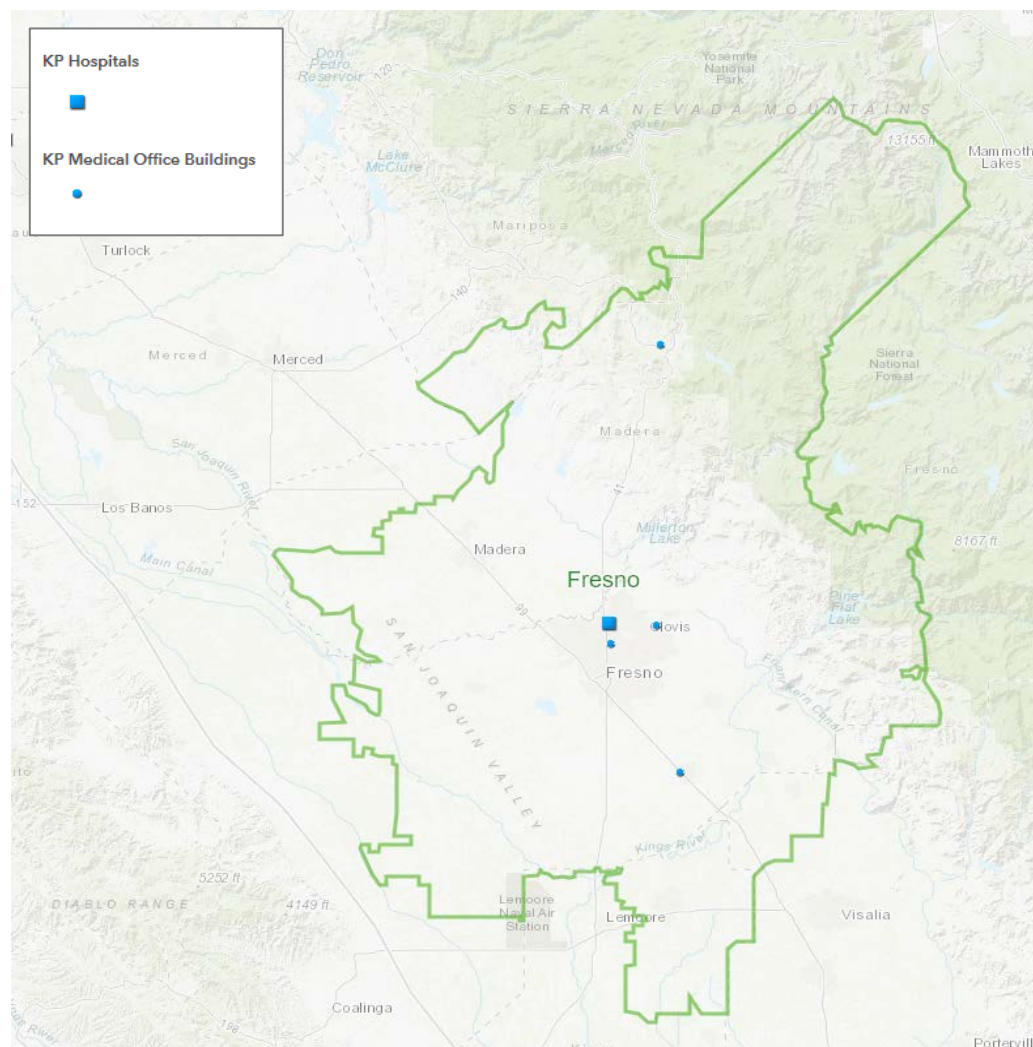 KP Hospitals
KP Medical Office Buildings
Don
Pedro
Reservoir
120
Yosemite
National
Park
SIERRA NEVADA MOUNTAINS
Merced River
13155 ft
Mammoth
Lakes
Lake
McClure
Mariposa
Turlock
140
Merced
Merced
Sierra
National
Forest
Madera
San Joaquin River
Fresno
41
152
Los Banos
Millerton
Lake
8167 ft
Main Canal
Madera
Fresno
99
Pine
Flat
Lake
Clovis
SAN JOAQUIN VALLEY
Fresno
Friant Kern Canal
Kings River
5252 ft
4149 ft
DIABLO RANGE
Lemoore
Naval Air
Station
Lemoore
Visalia
Coalinga
198
Portervil